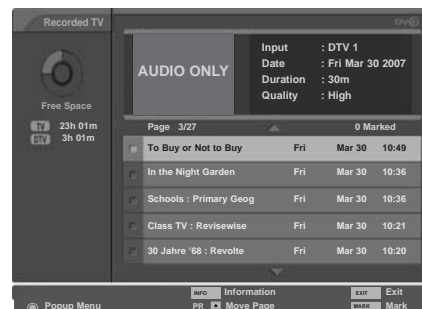 Recorded TV
DVR
AUDIO ONLY
Input : DTV 1
Date : Fri Mar 30 2007
Duration : 30m
Quality : High
Free Space
TV 23h 01m
DTV 3h 01m
Page 3/27 0 Marked
To Buy or Not to Buy Fri Mar 30 10:49
In the Night Garden Fri Mar 30 10:36
Schools : Primary Geog Fri Mar 30 10:36
Class TV : Revisewise Fri Mar 30 10:21
30 Jahre '68 : Revolte Fri Mar 30 10:20
INFO Information EXIT Exit
Popup Menu PR Move Page MARK Mark